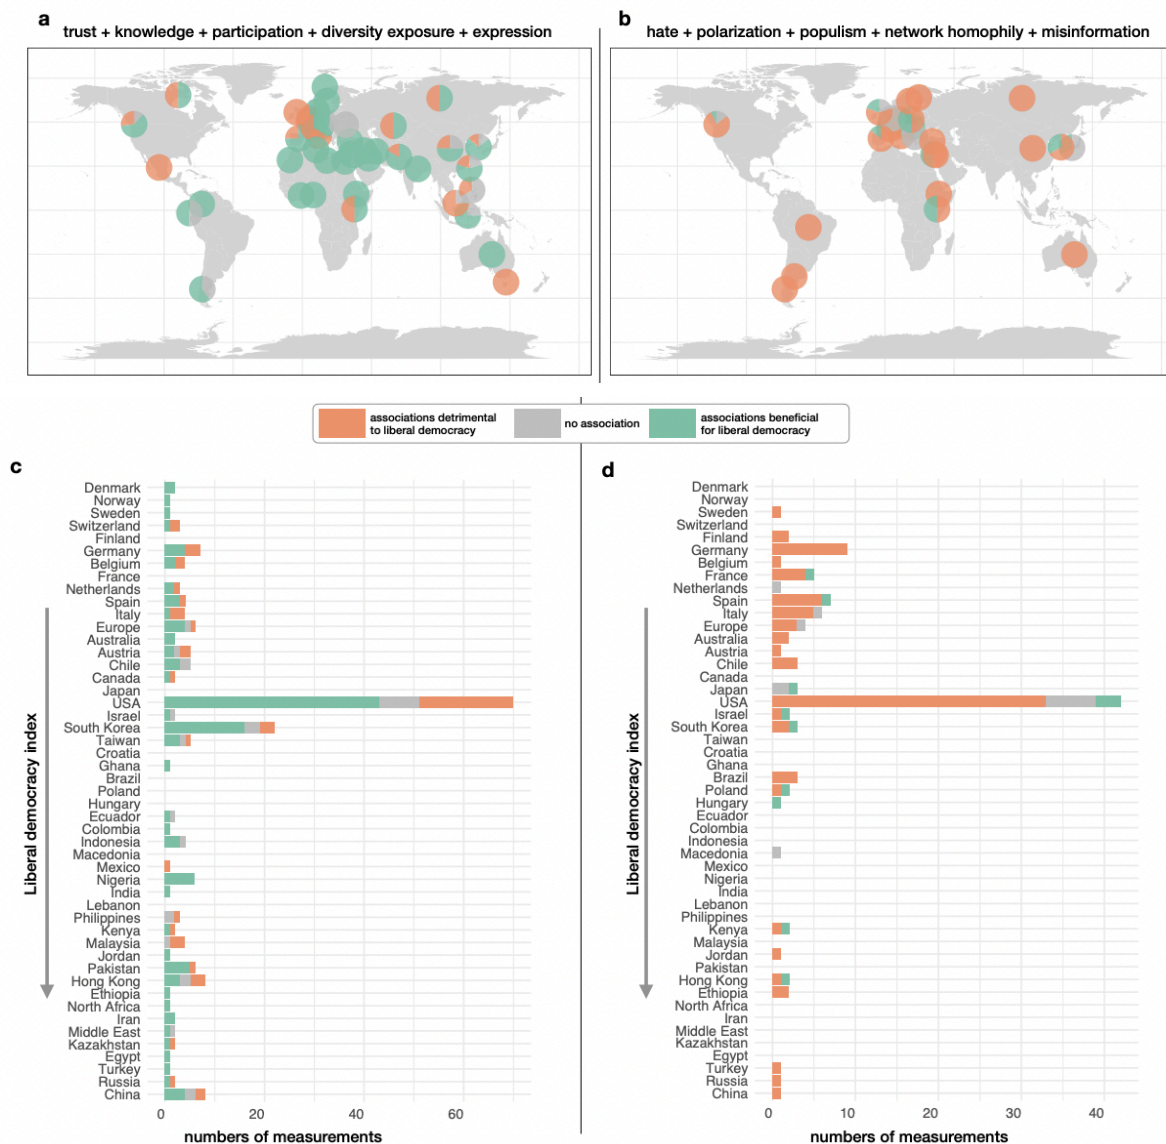 a
trust + knowledge + participation + diversity exposure + expression
b
hate + polarization + populism + network homophily + misinformation
associations detrimental
to liberal democracy
no association
associations beneficial
for liberal democracy
c
Denmark
Norway
Sweden
Switzerland
Finland
Germany
Belgium
France
Netherlands
Spain
Italy
Europe
Australia
Austria
Chile
Canada
Japan
USA
Israel
South Korea
Taiwan
Croatia
Ghana
Brazil
Poland
Hungary
Ecuador
Colombia
Indonesia
Macedonia
Mexico
Nigeria
India
Lebanon
Philippines
Kenya
Malaysia
Jordan
Pakistan
Hong Kong
Ethiopia
North Africa
Iran
Middle East
Kazakhstan
Egypt
Turkey
Russia
China
Liberal democracy index
0 20 40 60
numbers of measurements
d
Denmark
Norway
Sweden
Switzerland
Finland
Germany
Belgium
France
Netherlands
Spain
Italy
Europe
Australia
Austria
Chile
Canada
Japan
USA
Israel
South Korea
Taiwan
Croatia
Ghana
Brazil
Poland
Hungary
Ecuador
Colombia
Indonesia
Macedonia
Mexico
Nigeria
India
Lebanon
Philippines
Kenya
Malaysia
Jordan
Pakistan
Hong Kong
Ethiopia
North Africa
Iran
Middle East
Kazakhstan
Egypt
Turkey
Russia
China
Liberal democracy index
0 10 20 30 40
numbers of measurements